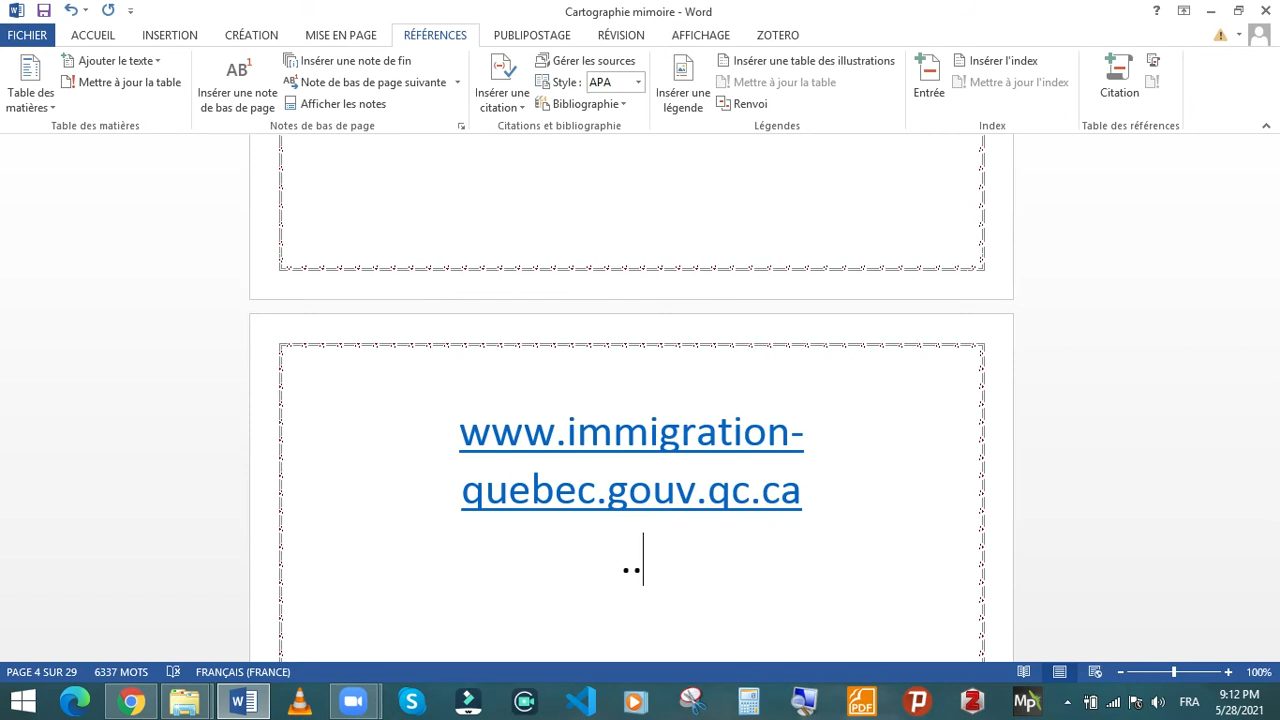 Cartographie mimoire - Word
FICHIER ACCUEIL INSERTION CRÉATION MISE EN PAGE RÉFÉRENCES PUBLIPOSTAGE RÉVISION AFFICHAGE ZOTERO
Table des matières
Ajouter le texte
Mettre à jour la table
Table des matières
AB¹
Insérer une note de bas de page
Insérer une note de fin
Note de bas de page suivante
Afficher les notes
Notes de bas de page
Insérer une citation
Gérer les sources
Style : APA
Bibliographie
Citations et bibliographie
Insérer une légende
Insérer une table des illustrations
Mettre à jour la table
Renvoi
Légendes
Entrée
Insérer l'index
Mettre à jour l'index
Index
Citation
Table des références
www.immigration-
quebec.gouv.qc.ca
..
PAGE 4 SUR 29 6337 MOTS FRANÇAIS (FRANCE) 100%
FR
9:12 PM
5/28/2021